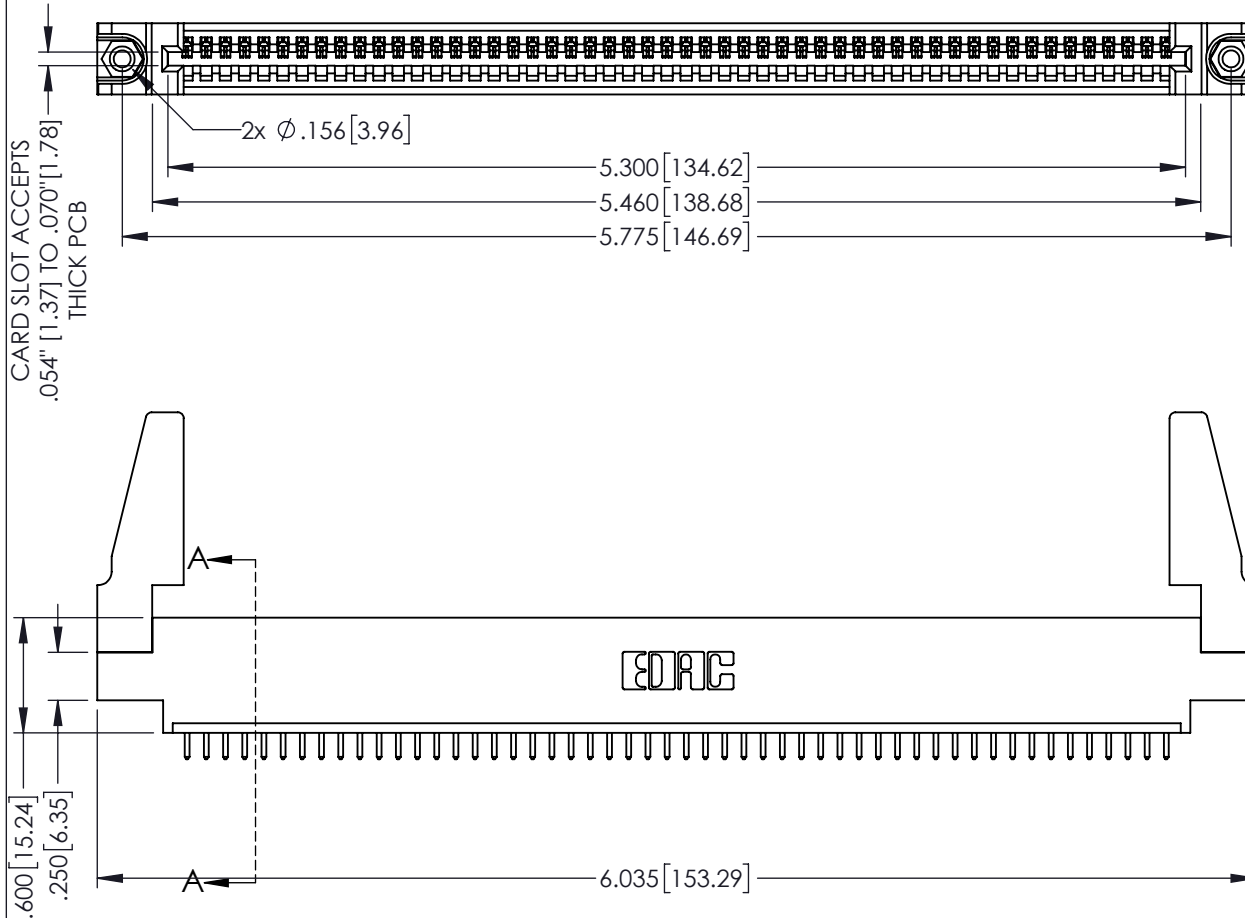 2x ⌀ .156[3.96]
5.300[134.62]
5.460[138.68]
5.775[146.69]
CARD SLOT ACCEPTS
.054" [1.37] TO .070"[1.78]
THICK PCB
A
EDAC
.600[15.24]
.250[6.35]
A
6.035[153.29]